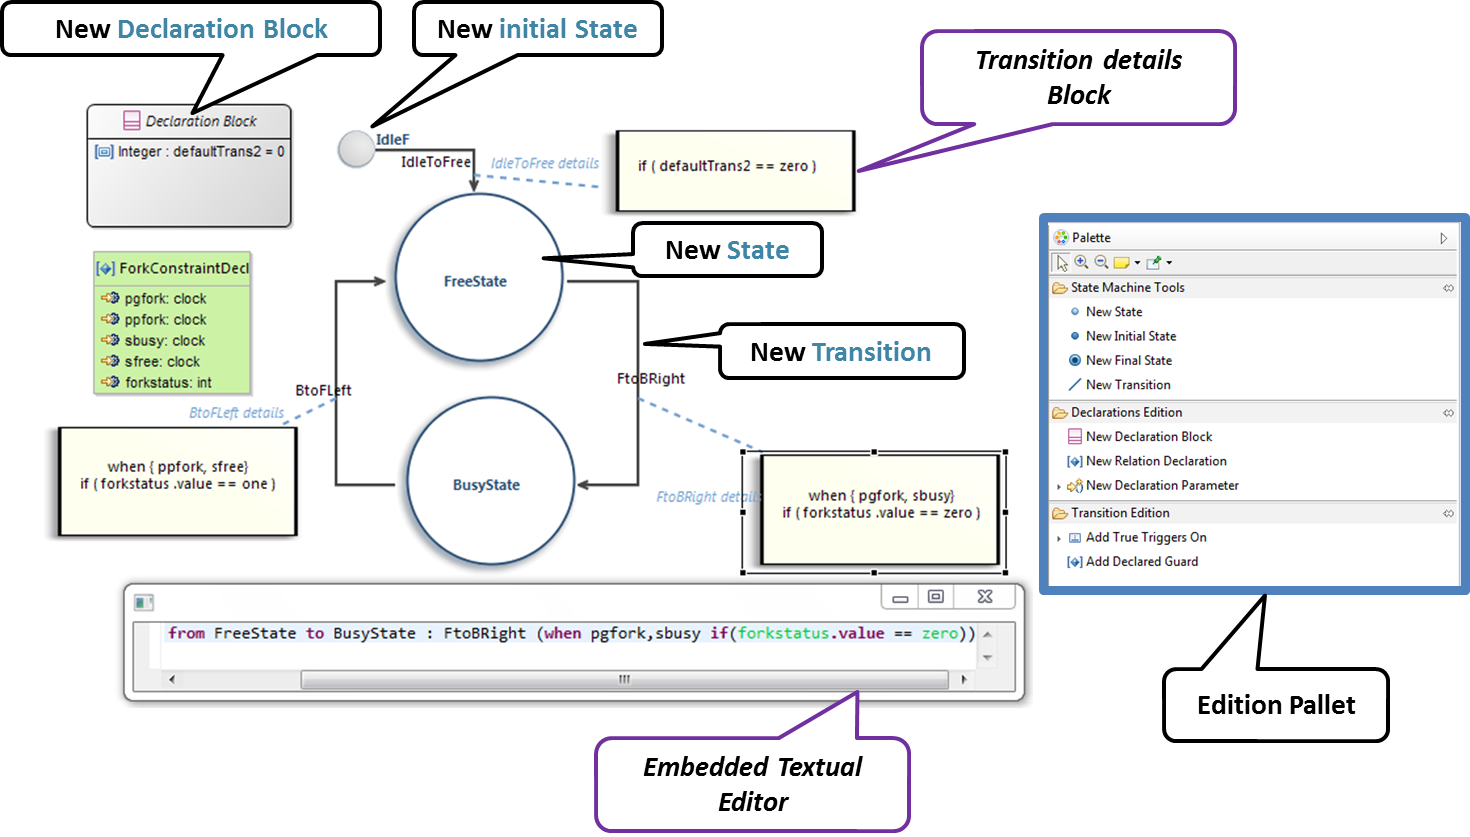 New Declaration Block
New initial State
Transition details
Block
Declaration Block
Integer : defaultTrans2 = 0
IdleF
IdleToFree
IdleToFree details
if ( defaultTrans2 == zero )
New State
FreeState
ForkConstraintDecl
pgfork: clock
ppfork: clock
sbusy: clock
sfree: clock
forkstatus: int
New Transition
BtoFLeft
FtoBRight
BtoFLeft details
when { ppfork, sfree}
if ( forkstatus .value == one )
BusyState
FtoBRight details
when { pgfork, sbusy}
if ( forkstatus .value == zero )
Palette
State Machine Tools
New State
New Initial State
New Final State
New Transition
Declarations Edition
New Declaration Block
New Relation Declaration
New Declaration Parameter
Transition Edition
Add True Triggers On
Add Declared Guard
from FreeState to BusyState : FtoBRight (when pgfork,sbusy if(forkstatus.value == zero))
Edition Pallet
Embedded Textual
Editor